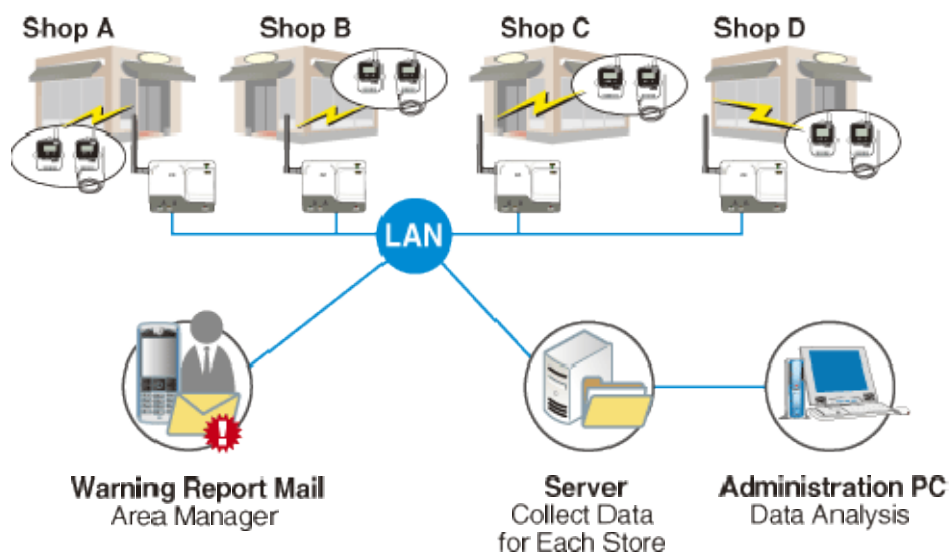 Shop A
Shop B
Shop C
Shop D
LAN
Warning Report Mail
Area Manager
Server
Collect Data
for Each Store
Administration PC
Data Analysis